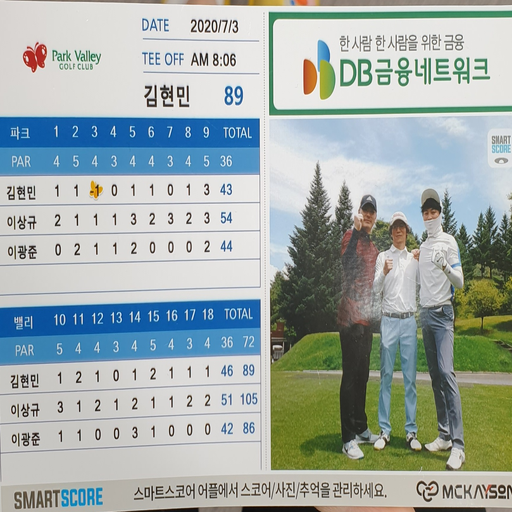 Park Valley
GOLF CLUB
DATE 2020/7/3
TEE OFF AM 8:06
김현민 89
한 사람 한 사람을 위한 금융
DB금융네트워크
SMART
SCORE
파크 1 2 3 4 5 6 7 8 9 TOTAL
PAR 4 5 4 3 4 4 3 4 5 36
김현민 1 1 -1 0 1 1 0 1 3 43
이상규 2 1 1 1 3 2 3 2 3 54
이광준 0 2 1 1 2 0 0 0 2 44
밸리 10 11 12 13 14 15 16 17 18 TOTAL
PAR 5 4 4 3 4 5 4 3 4 36 72
김현민 1 2 1 0 1 2 1 1 1 46 89
이상규 3 1 2 1 2 1 1 2 2 51 105
이광준 1 1 0 0 3 1 0 0 0 42 86
SMARTSCORE 스마트스코어 어플에서 스코어/사진/추억을 관리하세요. MCKAYSON